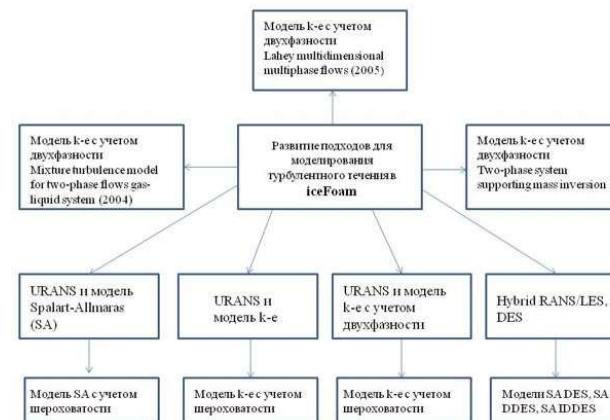 Модель k-e с учетом
двухфазности
Lahey multidimensional
multiphase flows (2005)
Модель k-e с учетом
двухфазности
Mixture turbulence model
for two-phase flows gas-
liquid system (2004)
Развитие подходов для
моделирования
турбулентного течения в
iceFoam
Модель k-e с учетом
двухфазности
Two-phase system
supporting mass inversion
URANS и модель
Spalart-Allmaras
(SA)
URANS и
модель k-e
URANS и модель
k-e с учетом
двухфазности
Hybrid RANS/LES,
DES
Модель SA с учетом
шероховатости
Модель k-e с учетом
шероховатости
Модель k-e с учетом
шероховатости
Модели SA DES, SA
DDES, SA IDDES